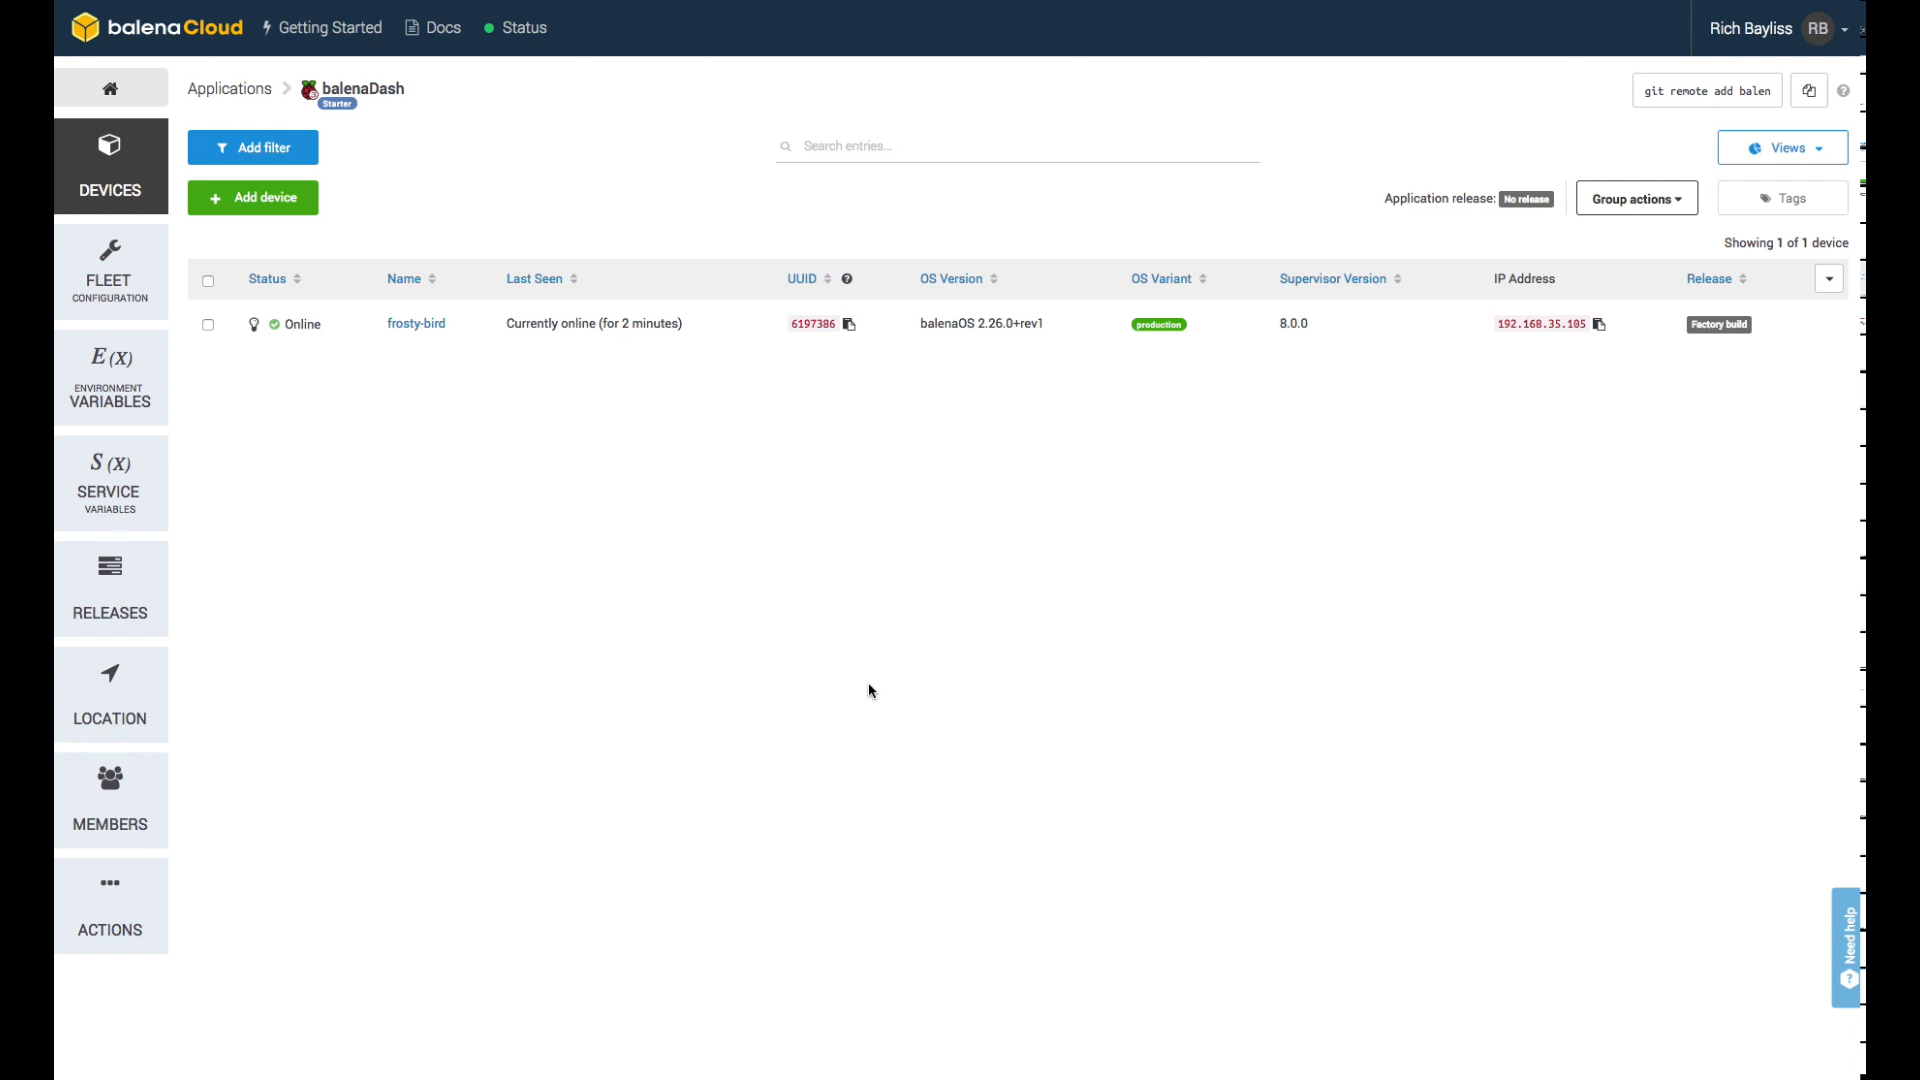 balenaCloud Getting Started Docs Status Rich Bayliss RB
Applications balenaDash
Starter
git remote add balen
Add filter
Search entries...
Views
DEVICES
Add device
Application release: No release
Group actions
Tags
Showing 1 of 1 device
Status Name Last Seen UUID OS Version OS Variant Supervisor Version IP Address Release
Online frosty-bird Currently online (for 2 minutes) 6197386 balenaOS 2.26.0+rev1 production 8.0.0 192.168.35.105 Factory build
FLEET
CONFIGURATION
E (X)
ENVIRONMENT
VARIABLES
S (X)
SERVICE
VARIABLES
RELEASES
LOCATION
MEMBERS
ACTIONS
Need help